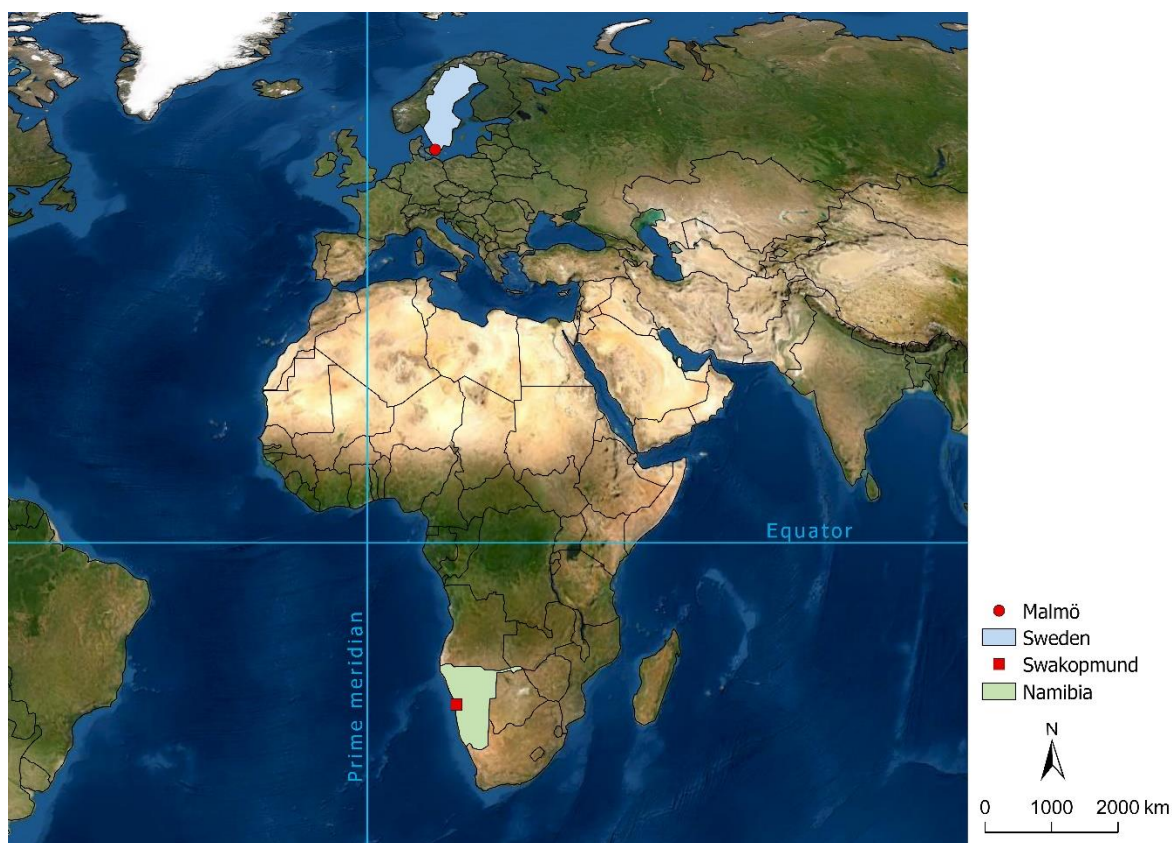 Equator
Prime meridian
Malmö
Sweden
Swakopmund
Namibia
N
0 1000 2000 km